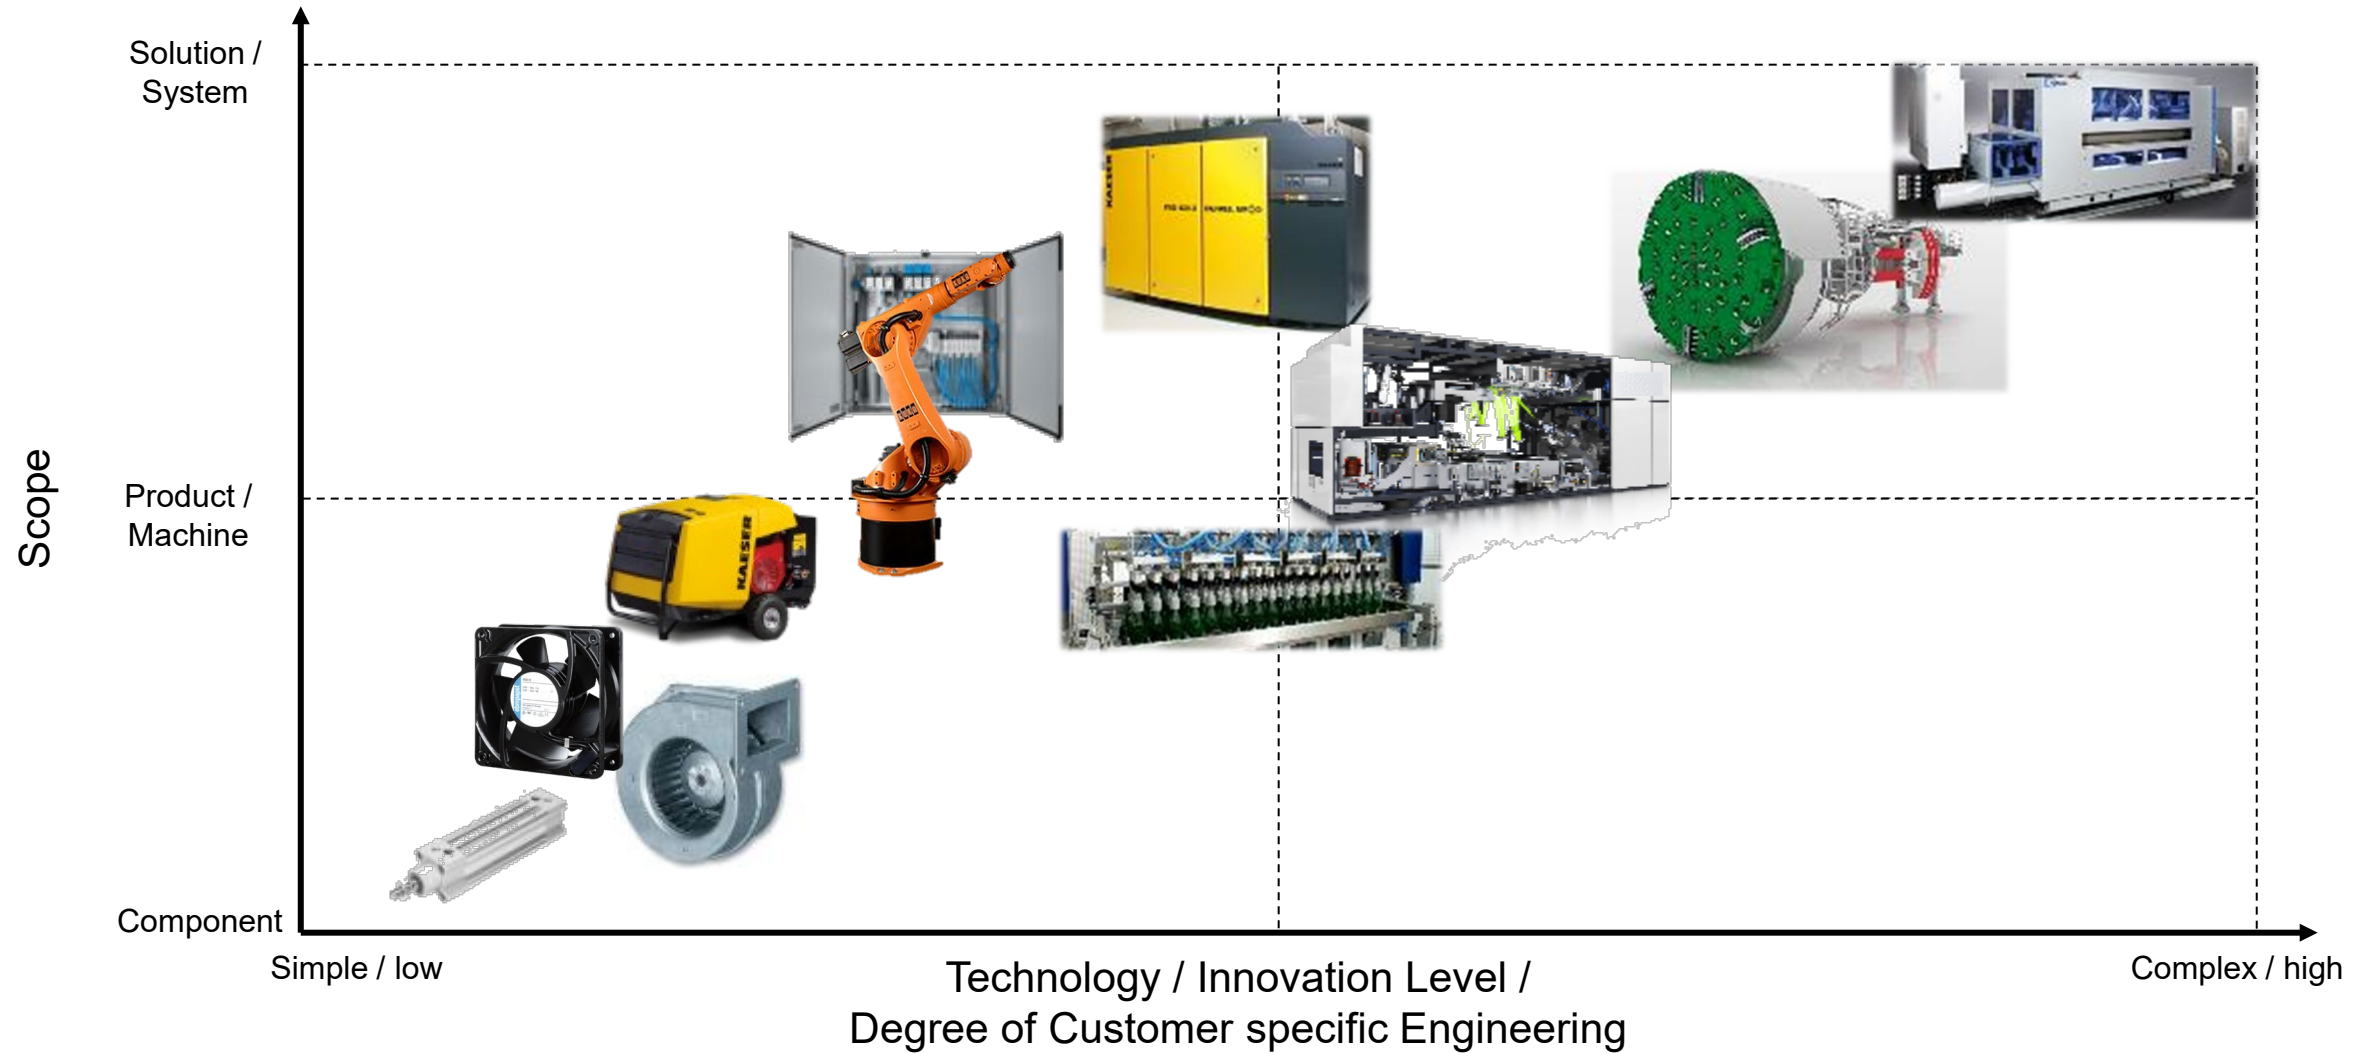 Solution /
System
KAESER
Scope
Product /
Machine
KAESER
Component
Simple / low
Complex / high
Technology / Innovation Level /
Degree of Customer specific Engineering